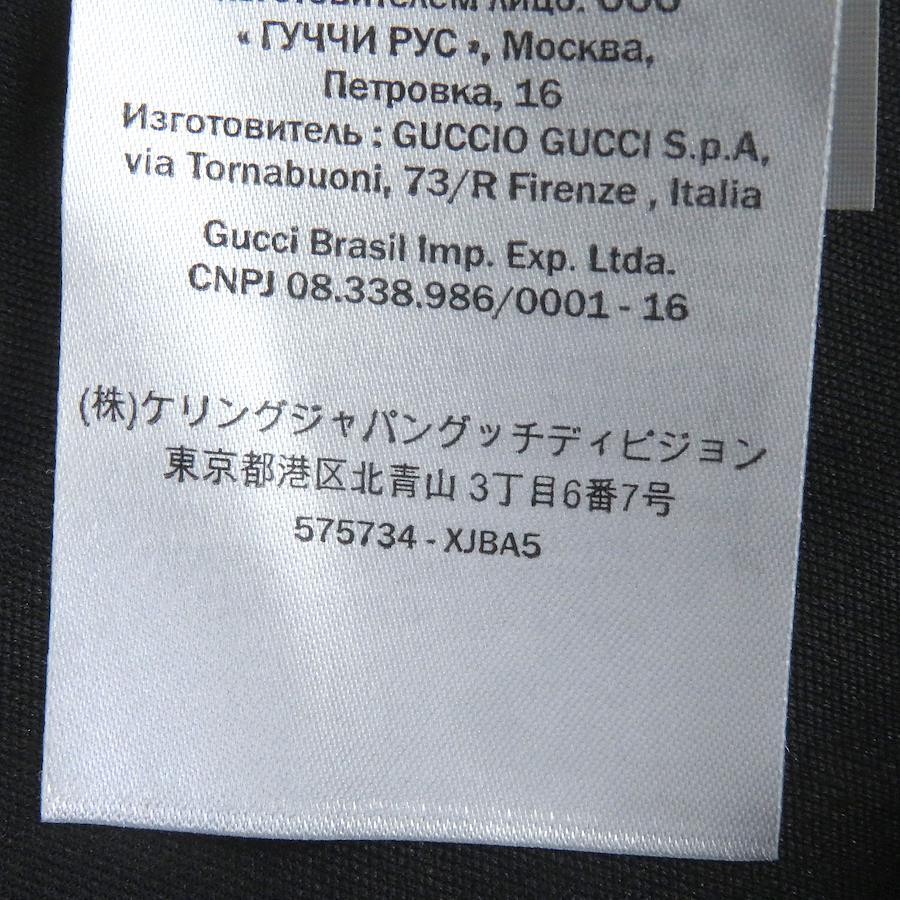 лицо: ООО
« ГУЧЧИ РУС », Москва,
Петровка, 16
Изготовитель : GUCCIO GUCCI S.p.A,
via Tornabuoni, 73/R Firenze , Italia
Gucci Brasil Imp. Exp. Ltda.
CNPJ 08.338.986/0001 - 16
(株)ケリングジャパングッチディビジョン
東京都港区北青山 3丁目6番7号
575734 - XJBA5